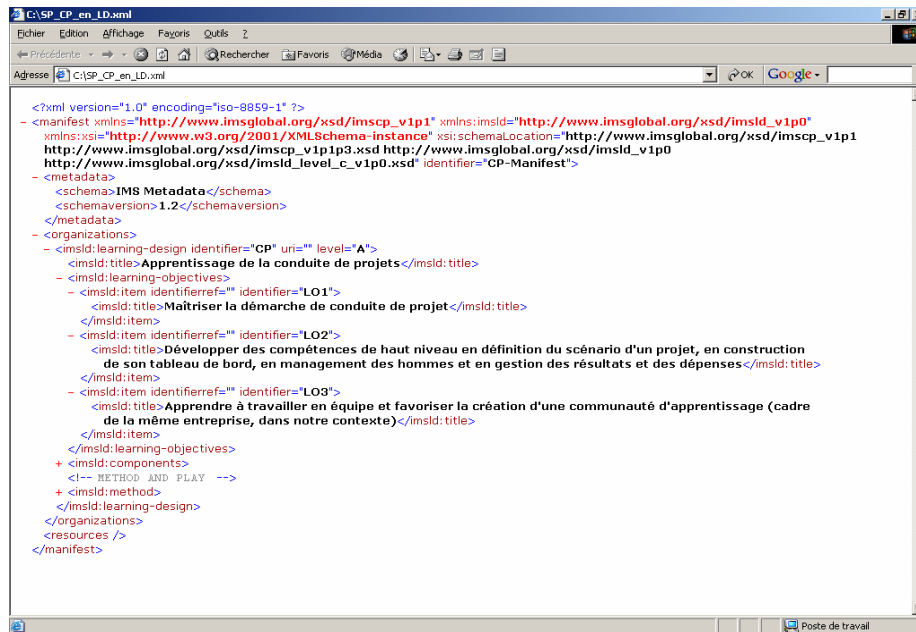 C:\SP_CP_en_LD.xml
Fichier Edition Affichage Favoris Outils ?
Précédente Rechercher Favoris Média
Adresse C:\SP_CP_en_LD.xml OK Google
<?xml version="1.0" encoding="iso-8859-1" ?>
- <manifest xmlns="http://www.imsglobal.org/xsd/imscp_v1p1" xmlns:imsld="http://www.imsglobal.org/xsd/imsld_v1p0"
xmlns:xsi="http://www.w3.org/2001/XMLSchema-instance" xsi:schemaLocation="http://www.imsglobal.org/xsd/imscp_v1p1
http://www.imsglobal.org/xsd/imscp_v1p1p3.xsd http://www.imsglobal.org/xsd/imsld_v1p0
http://www.imsglobal.org/xsd/imsld_level_c_v1p0.xsd" identifier="CP-Manifest">
- <metadata>
<schema>IMS Metadata</schema>
<schemaversion>1.2</schemaversion>
</metadata>
- <organizations>
- <imsld:learning-design identifier="CP" uri="" level="A">
<imsld:title>Apprentissage de la conduite de projets</imsld:title>
- <imsld:learning-objectives>
- <imsld:item identifierref="" identifier="LO1">
<imsld:title>Maîtriser la démarche de conduite de projet</imsld:title>
</imsld:item>
- <imsld:item identifierref="" identifier="LO2">
<imsld:title>Développer des compétences de haut niveau en définition du scénario d'un projet, en construction
de son tableau de bord, en management des hommes et en gestion des résultats et des dépenses</imsld:title>
</imsld:item>
- <imsld:item identifierref="" identifier="LO3">
<imsld:title>Apprendre à travailler en équipe et favoriser la création d'une communauté d'apprentissage (cadre
de la même entreprise, dans notre contexte)</imsld:title>
</imsld:item>
</imsld:learning-objectives>
+ <imsld:components>
<!-- METHOD AND PLAY -->
+ <imsld:method>
</imsld:learning-design>
</organizations>
<resources />
</manifest>
Poste de travail